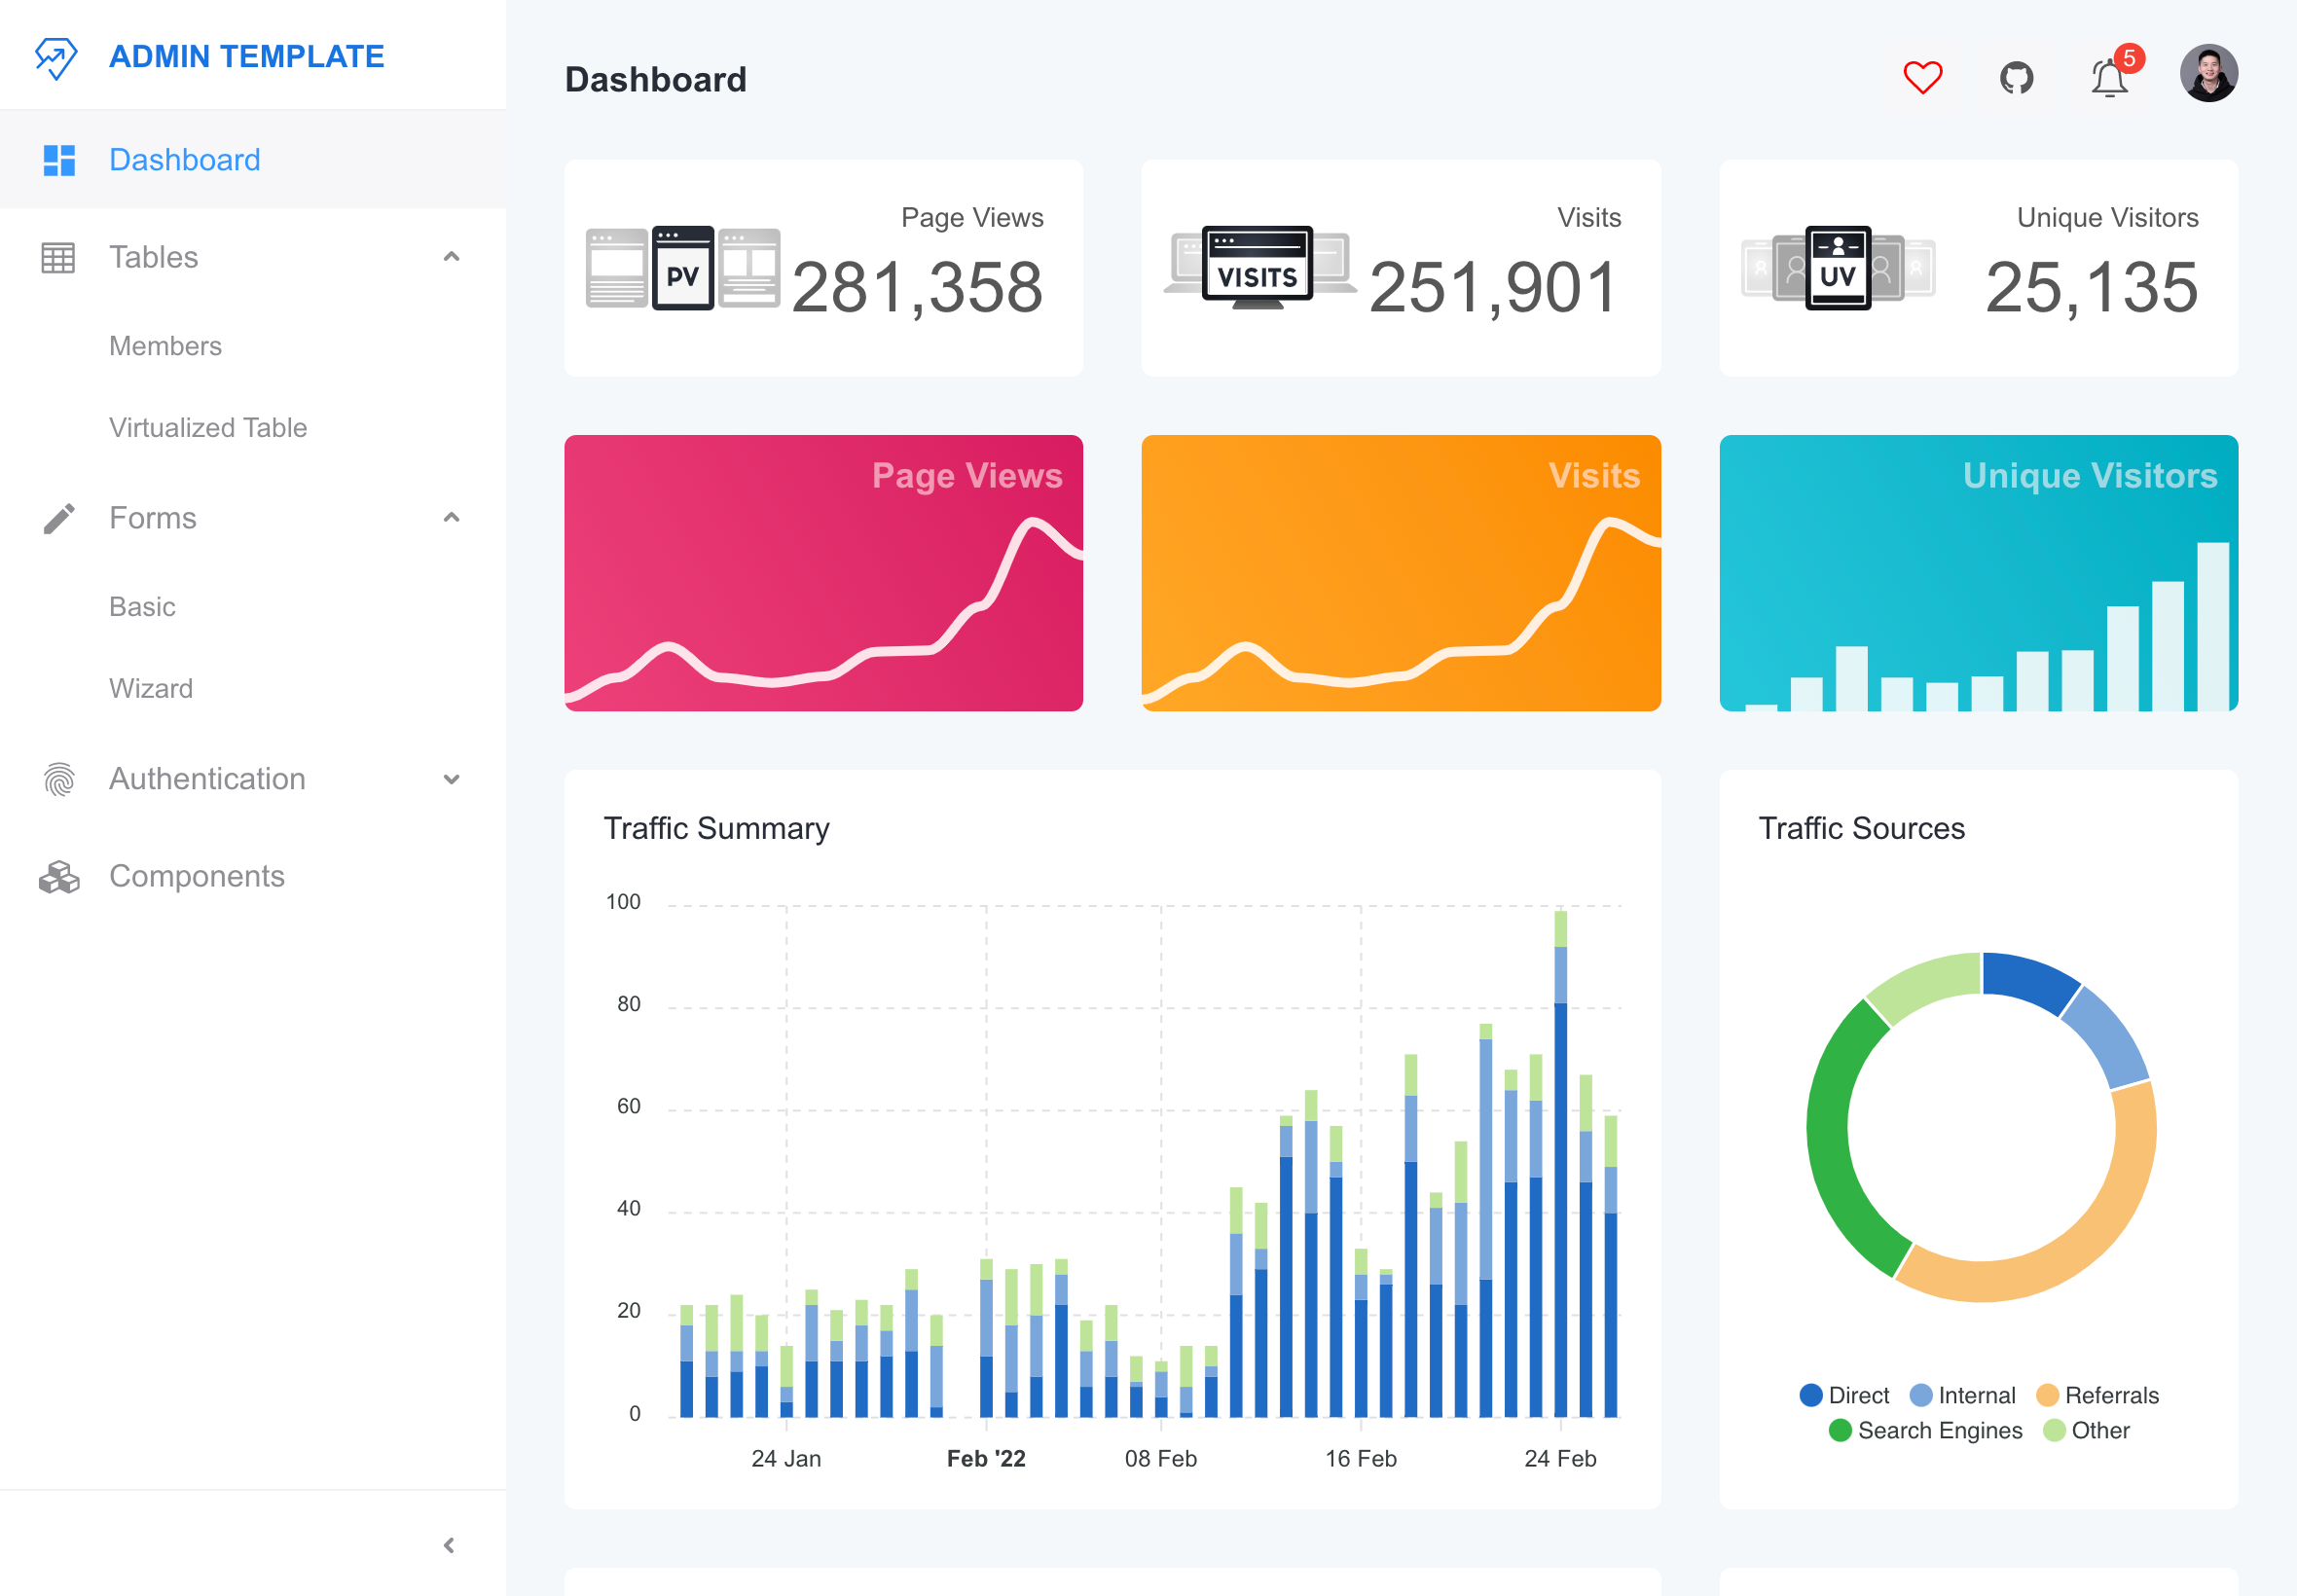 ADMIN TEMPLATE
Dashboard
Tables
Members
Virtualized Table
Forms
Basic
Wizard
Authentication
Components
Dashboard
5
Page Views
PV
281,358
Visits
VISITS
251,901
Unique Visitors
UV
25,135
Page Views
Visits
Unique Visitors
Traffic Summary
100
80
60
40
20
0
24 Jan
Feb '22
08 Feb
16 Feb
24 Feb
Traffic Sources
Direct Internal Referrals
Search Engines Other